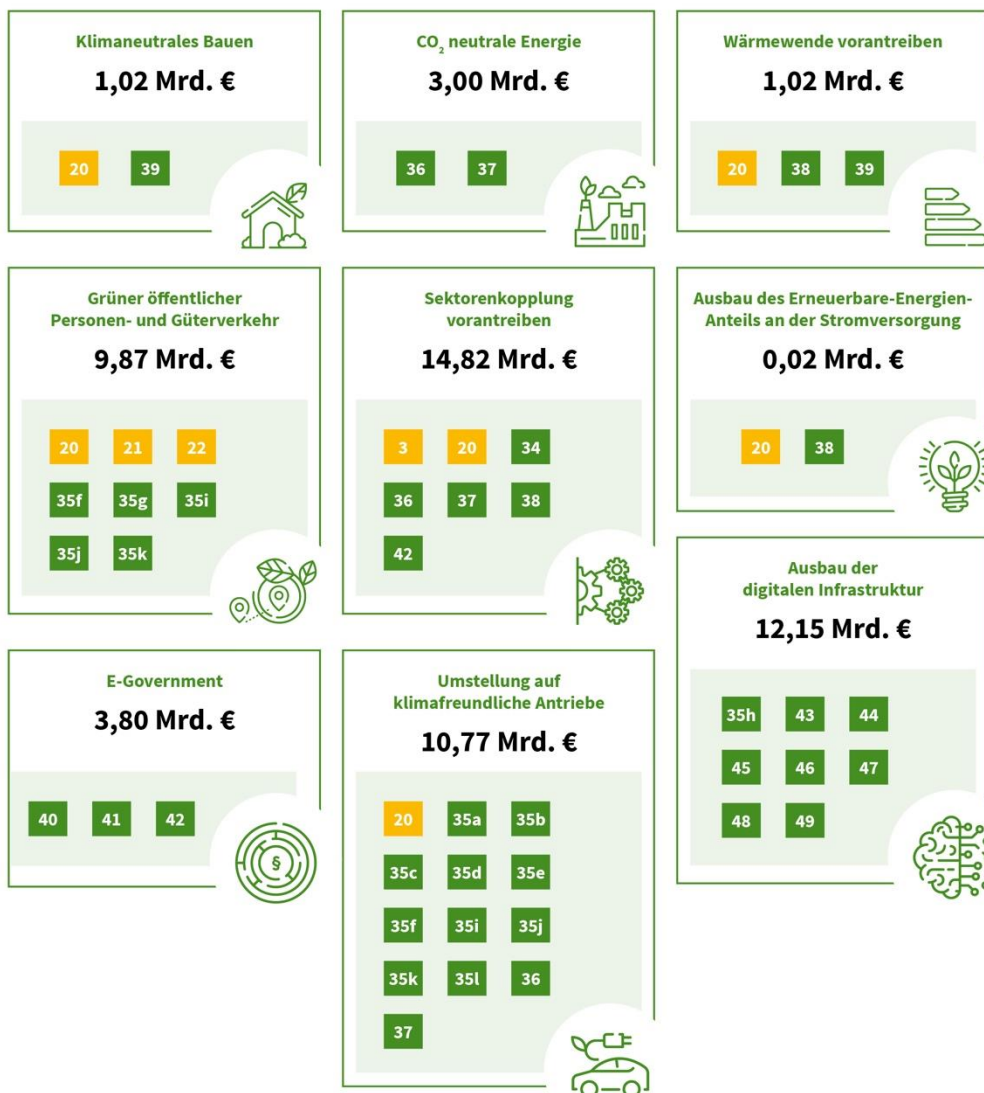 Klimaneutrales Bauen
1,02 Mrd. €
20 39
CO₂ neutrale Energie
3,00 Mrd. €
36 37
Wärmewende vorantreiben
1,02 Mrd. €
20 38 39
Grüner öffentlicher
Personen- und Güterverkehr
9,87 Mrd. €
20 21 22
35f 35g 35i
35j 35k
Sektorenkopplung
vorantreiben
14,82 Mrd. €
3 20 34
36 37 38
42
Ausbau des Erneuerbare-Energien-
Anteils an der Stromversorgung
0,02 Mrd. €
20 38
E-Government
3,80 Mrd. €
40 41 42
§
Umstellung auf
klimafreundliche Antriebe
10,77 Mrd. €
20 35a 35b
35c 35d 35e
35f 35i 35j
35k 35l 36
37
Ausbau der
digitalen Infrastruktur
12,15 Mrd. €
35h 43 44
45 46 47
48 49